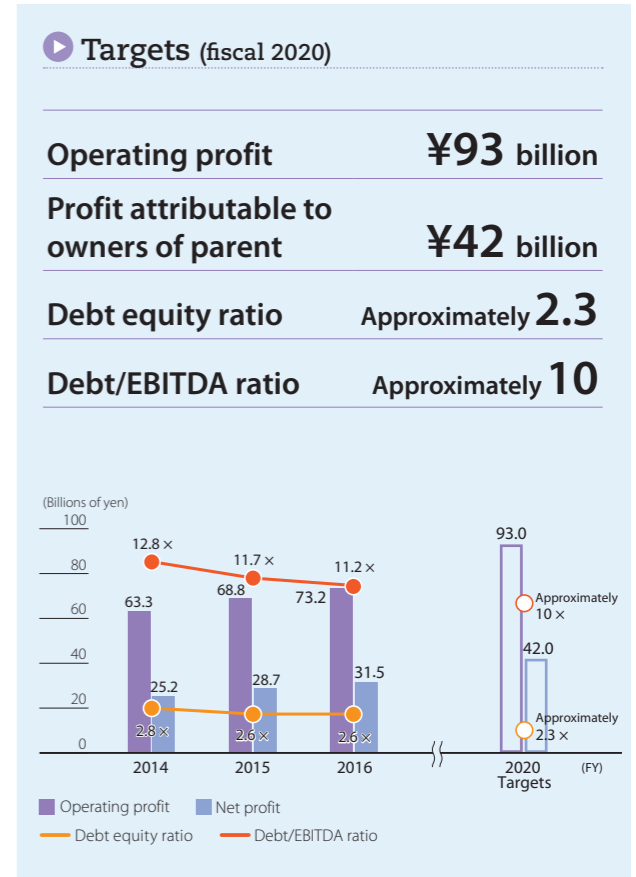 Targets (fiscal 2020)
Operating profit ¥93 billion
Profit attributable to
owners of parent ¥42 billion
Debt equity ratio Approximately 2.3
Debt/EBITDA ratio Approximately 10
(Billions of yen)
100
80
60
40
20
0
12.8 ×
11.7 ×
11.2 ×
63.3
68.8
73.2
25.2
28.7
31.5
2.8 ×
2.6 ×
2.6 ×
93.0
Approximately
10 ×
42.0
Approximately
2.3 ×
2014 2015 2016 2020 (FY)
Targets
Operating profit Net profit
Debt equity ratio Debt/EBITDA ratio